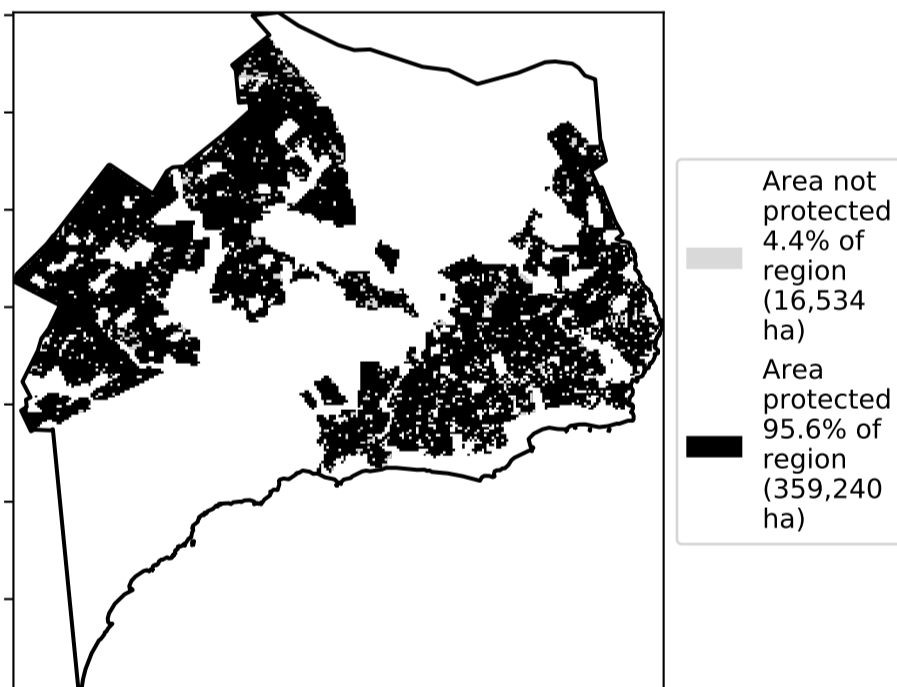 Area not
protected
4.4% of
region
(16,534
ha)
Area
protected
95.6% of
region
(359,240
ha)